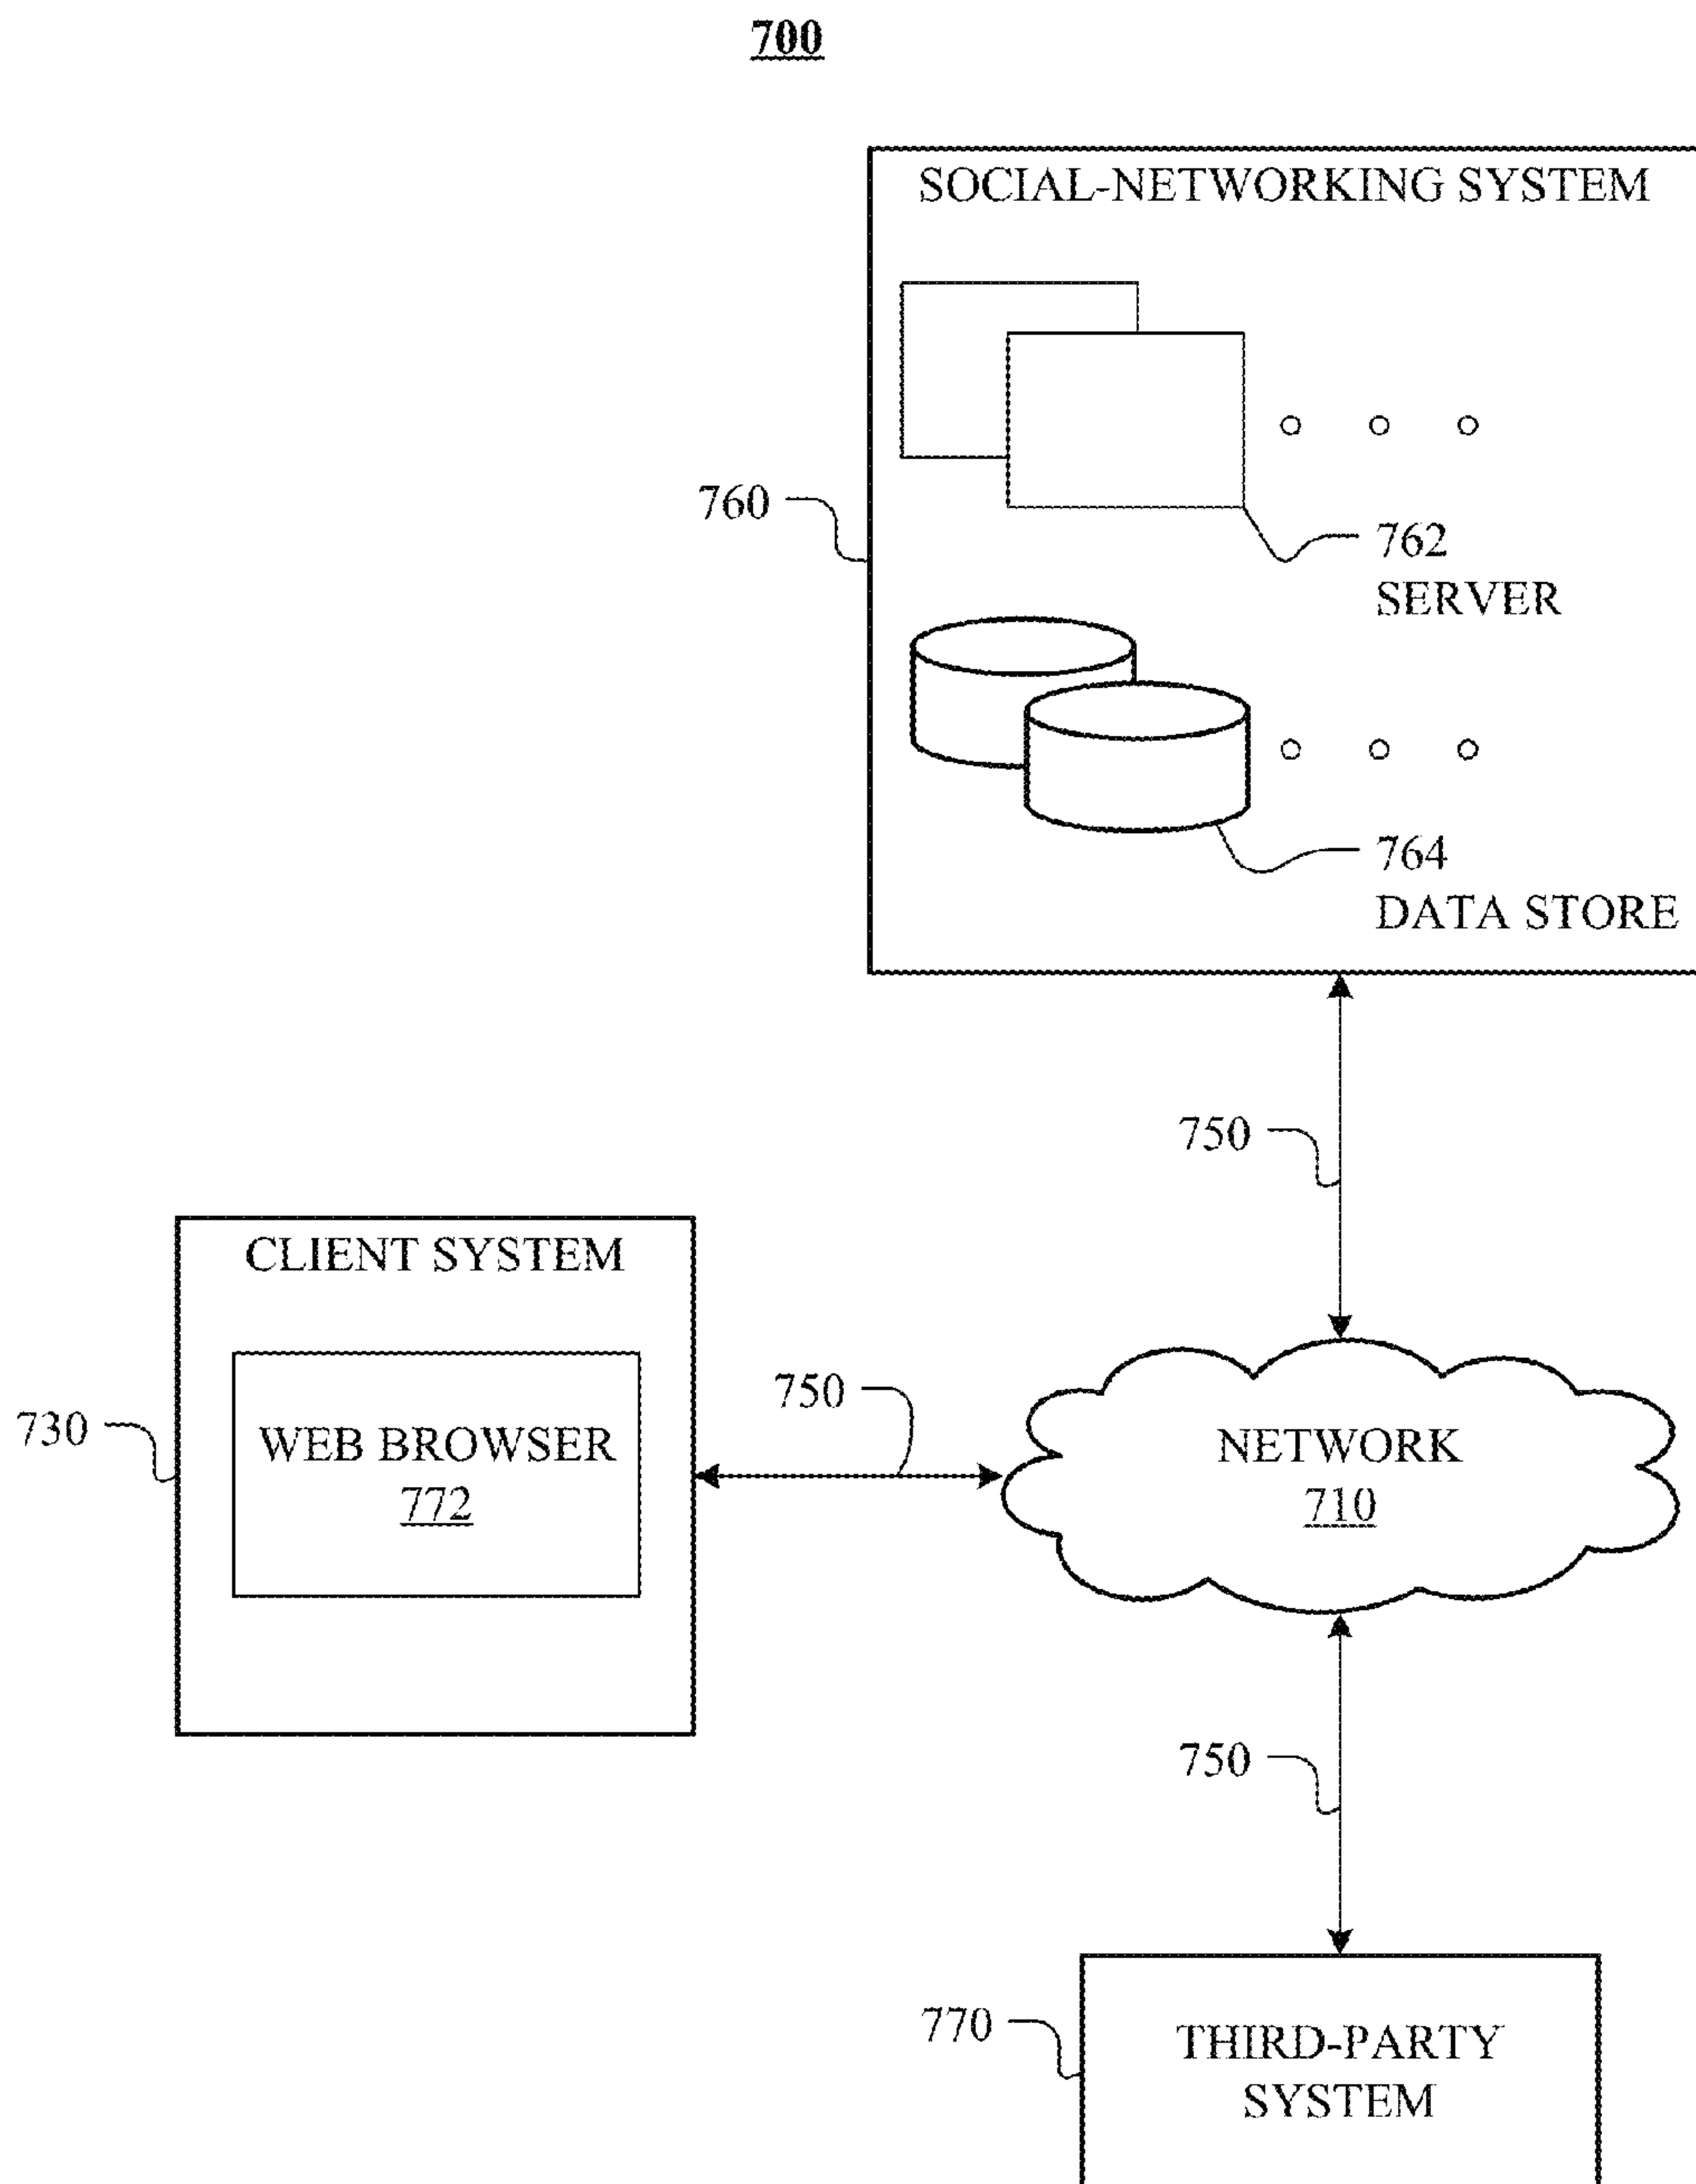 700
SOCIAL-NETWORKING SYSTEM
760
762
SERVER
764
DATA STORE
750
CLIENT SYSTEM
730
WEB BROWSER
772
750
NETWORK
710
750
770
THIRD-PARTY
SYSTEM